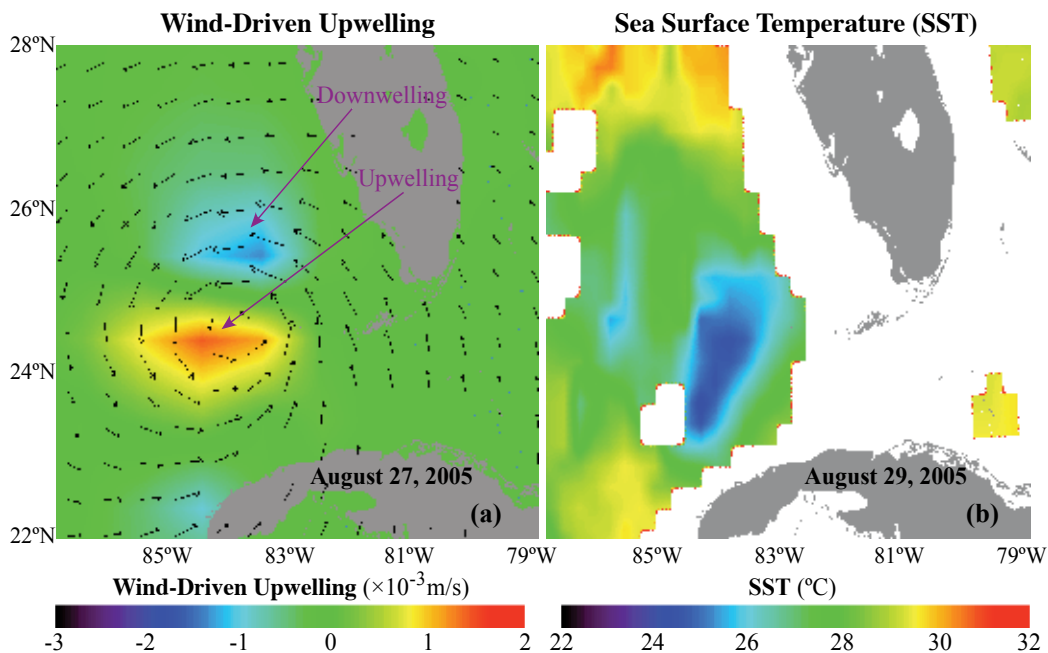 Wind-Driven Upwelling
Sea Surface Temperature (SST)
28ºN
26ºN
24ºN
22ºN
Downwelling
Upwelling
August 27, 2005
(a)
August 29, 2005
(b)
85ºW 83ºW 81ºW 79ºW
85ºW 83ºW 81ºW 79ºW
Wind-Driven Upwelling (×10⁻³m/s)
-3 -2 -1 0 1 2
SST (ºC)
22 24 26 28 30 32